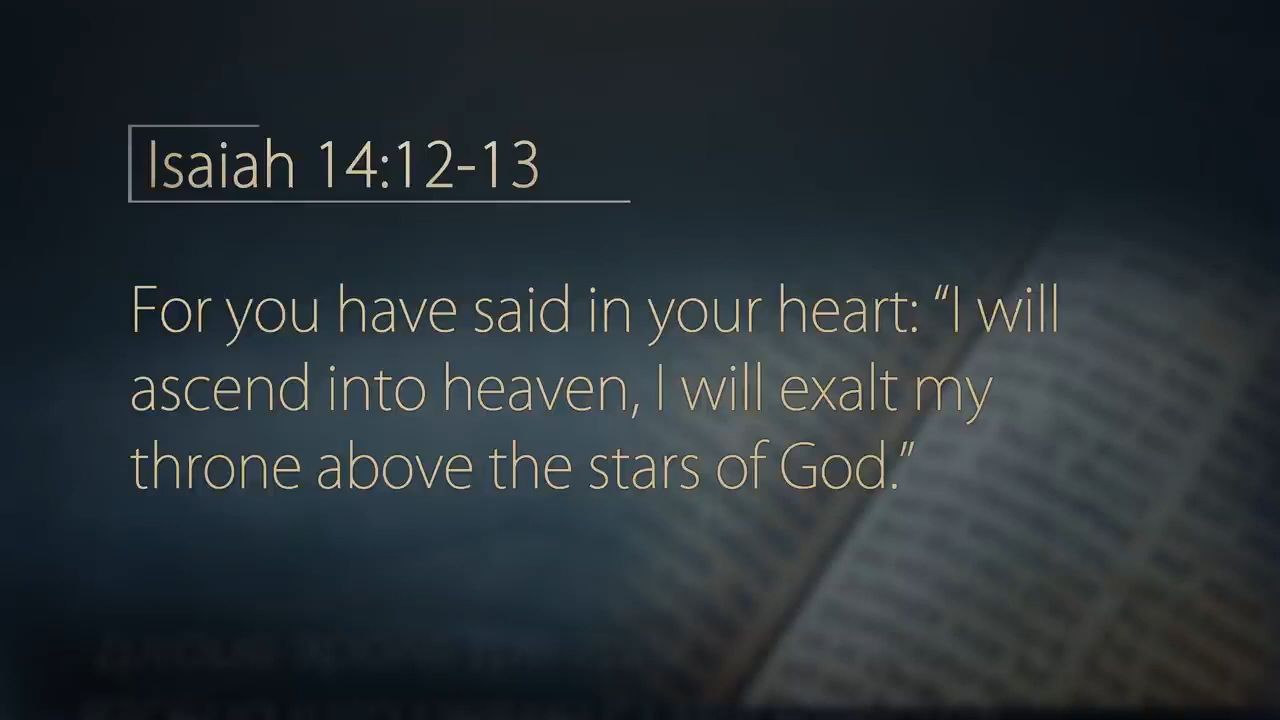 Isaiah 14:12-13
For you have said in your heart: “I will
ascend into heaven, I will exalt my
throne above the stars of God.”